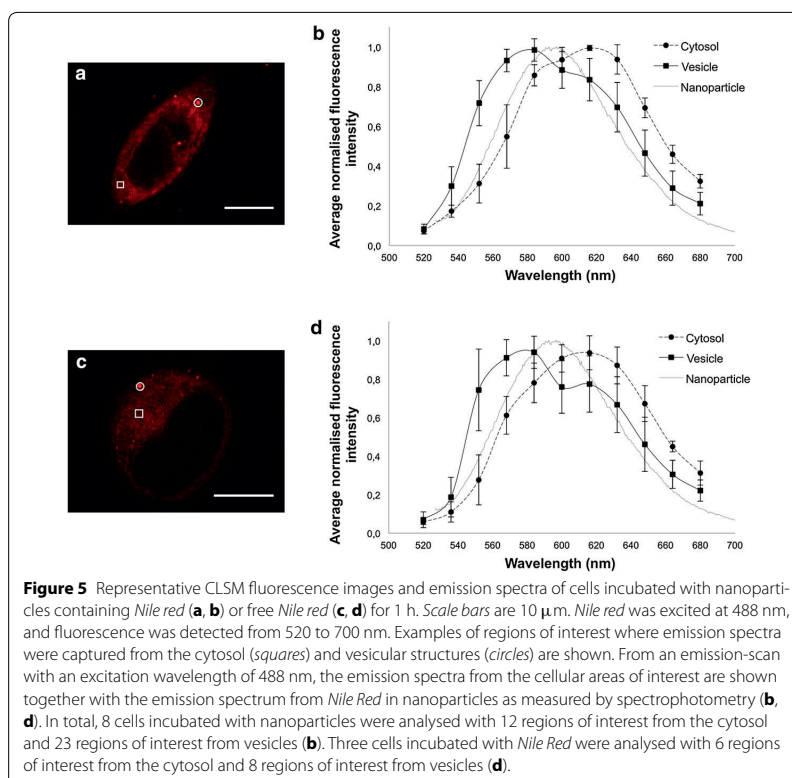 a
b
Average normalised fluorescence
intensity
1,0
0,8
0,6
0,4
0,2
0,0
500 520 540 560 580 600 620 640 660 680 700
Wavelength (nm)
Cytosol
Vesicle
Nanoparticle
c
d
Average normalised fluorescence
intensity
1,0
0,8
0,6
0,4
0,2
0,0
500 520 540 560 580 600 620 640 660 680 700
Wavelength (nm)
Cytosol
Vesicle
Nanoparticle
Figure 5 Representative CLSM fluorescence images and emission spectra of cells incubated with nanoparti-
cles containing Nile red (a, b) or free Nile red (c, d) for 1 h. Scale bars are 10 μm. Nile red was excited at 488 nm,
and fluorescence was detected from 520 to 700 nm. Examples of regions of interest where emission spectra
were captured from the cytosol (squares) and vesicular structures (circles) are shown. From an emission-scan
with an excitation wavelength of 488 nm, the emission spectra from the cellular areas of interest are shown
together with the emission spectrum from Nile Red in nanoparticles as measured by spectrophotometry (b,
d). In total, 8 cells incubated with nanoparticles were analysed with 12 regions of interest from the cytosol
and 23 regions of interest from vesicles (b). Three cells incubated with Nile Red were analysed with 6 regions
of interest from the cytosol and 8 regions of interest from vesicles (d).